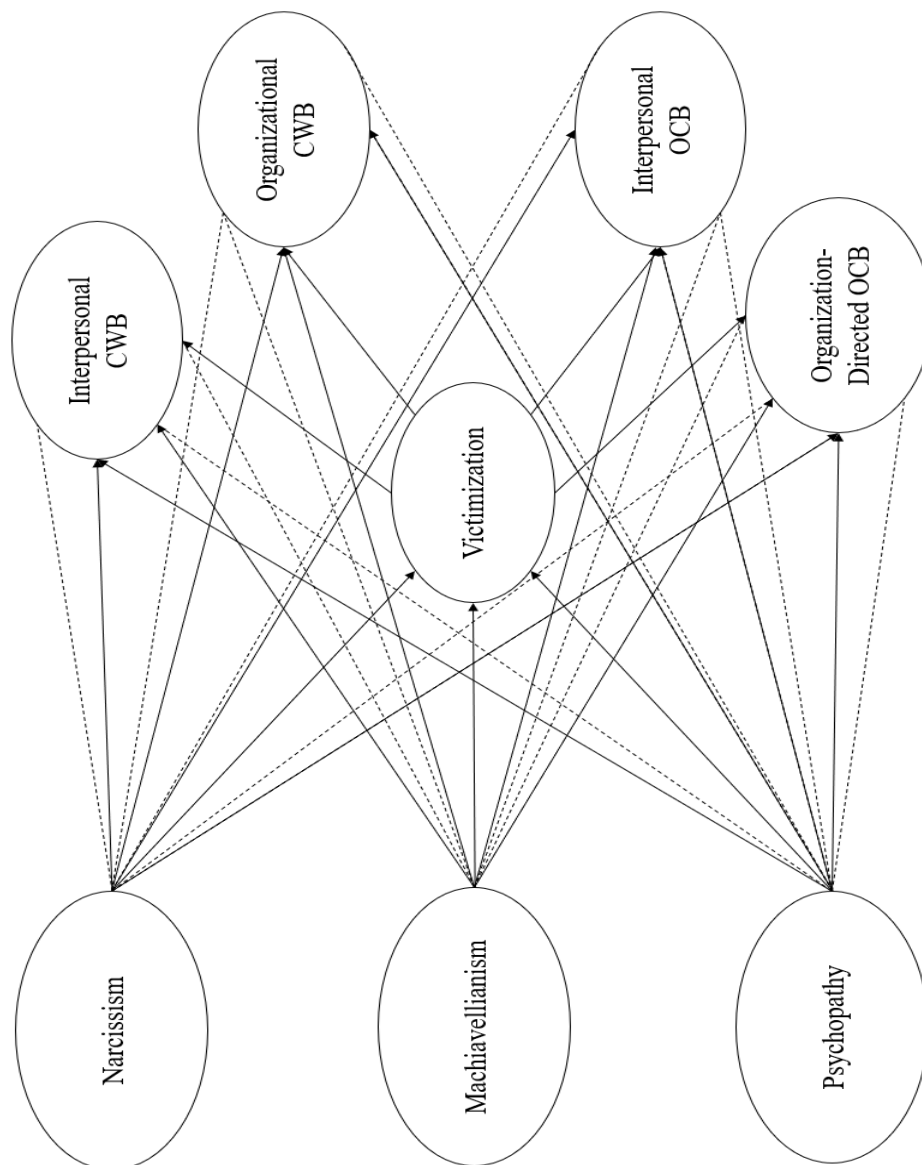 Narcissism
Machiavellianism
Psychopathy
Victimization
Interpersonal
CWB
Organizational
CWB
Interpersonal
OCB
Organization-
Directed OCB